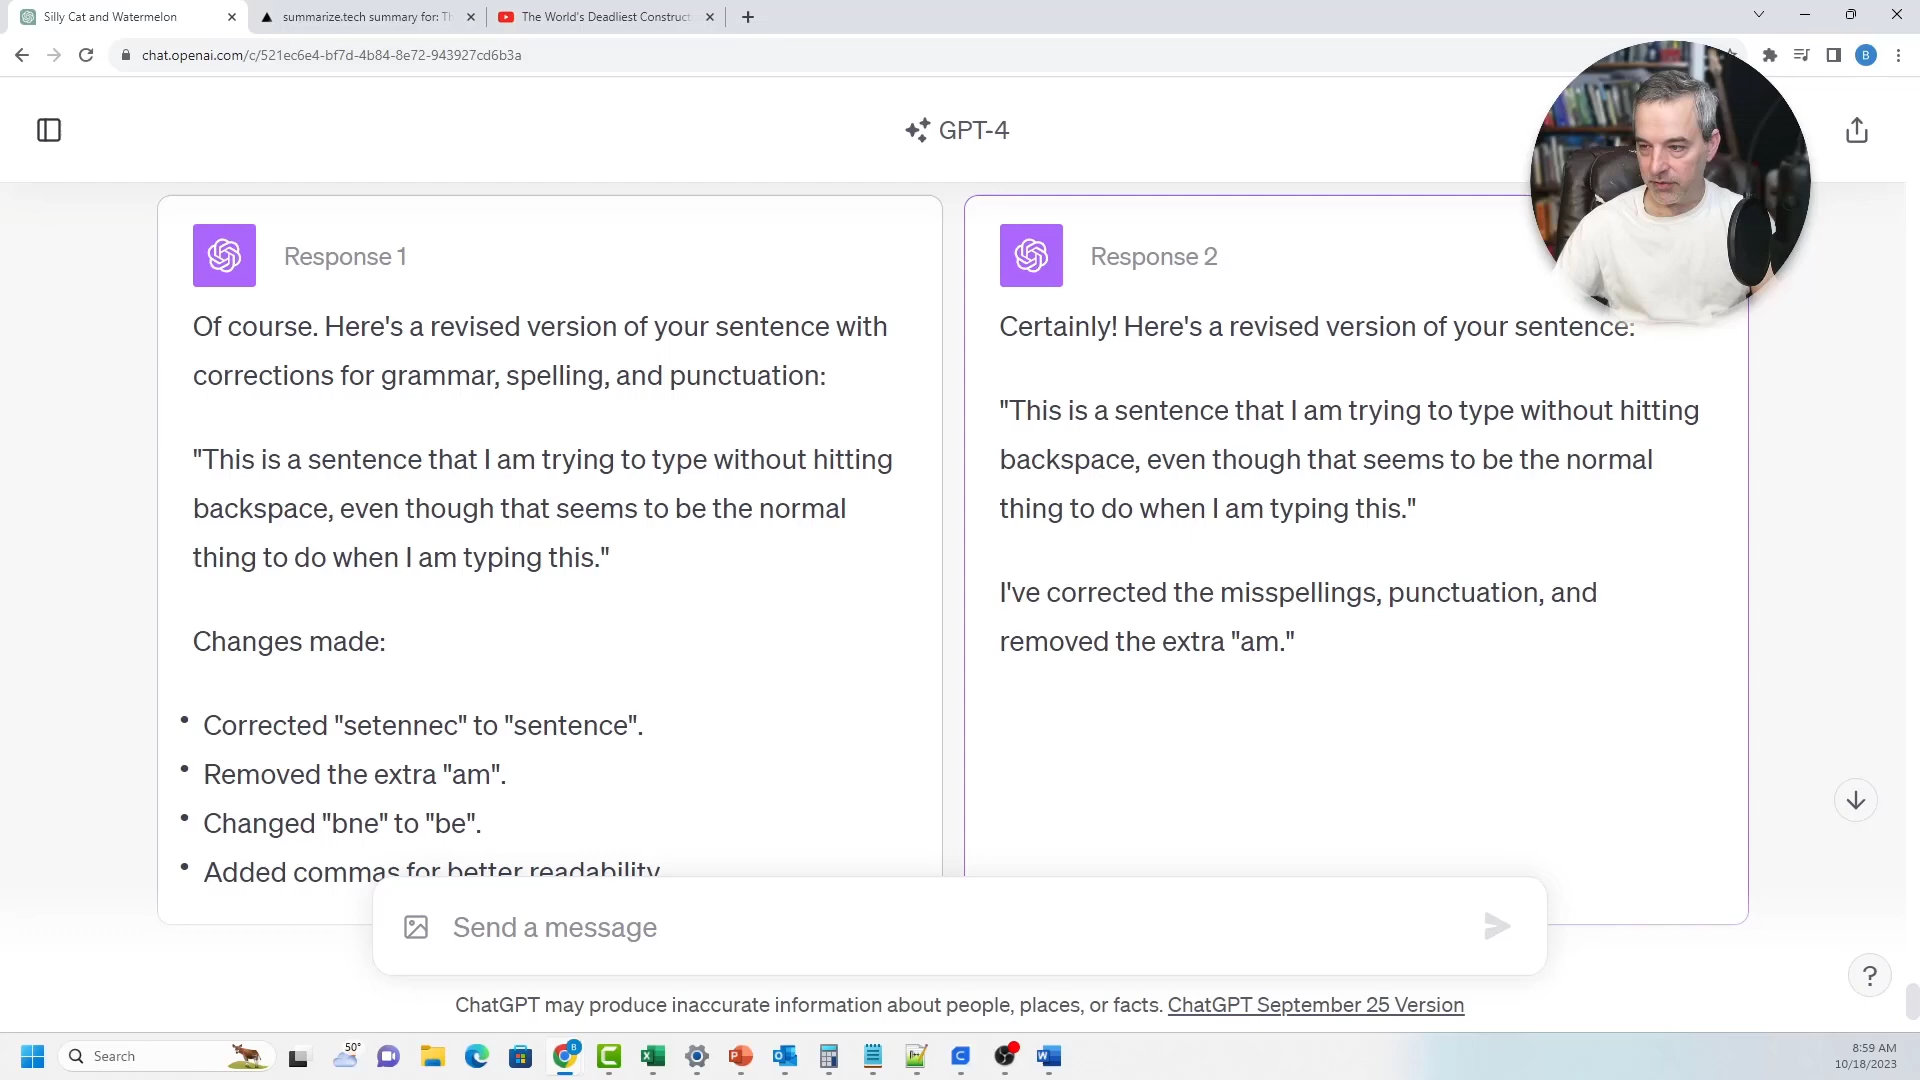 Silly Cat and Watermelon
summarize.tech summary for: Th
The World's Deadliest Construct
chat.openai.com/c/521ec6e4-bf7d-4b84-8e72-943927cd6b3a
B
GPT-4
Response 1
Of course. Here's a revised version of your sentence with
corrections for grammar, spelling, and punctuation:
"This is a sentence that I am trying to type without hitting
backspace, even though that seems to be the normal
thing to do when I am typing this."
Changes made:
• Corrected "setennec" to "sentence".
• Removed the extra "am".
• Changed "bne" to "be".
• Added commas for better readability
Response 2
Certainly! Here's a revised version of your sentence:
"This is a sentence that I am trying to type without hitting
backspace, even though that seems to be the normal
thing to do when I am typing this."
I've corrected the misspellings, punctuation, and
removed the extra "am."
Send a message
?
ChatGPT may produce inaccurate information about people, places, or facts. ChatGPT September 25 Version
Search
50°
8:59 AM
10/18/2023